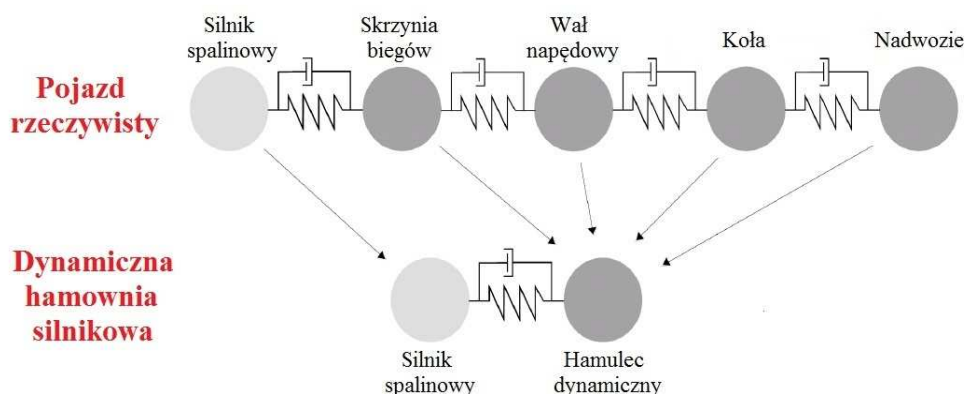 Silnik
spalinowy
Skrzynia
biegów
Wał
napędowy
Koła
Nadwozie
Pojazd
rzeczywisty
Dynamiczna
hamownia
silnikowa
Silnik
spalinowy
Hamulec
dynamiczny